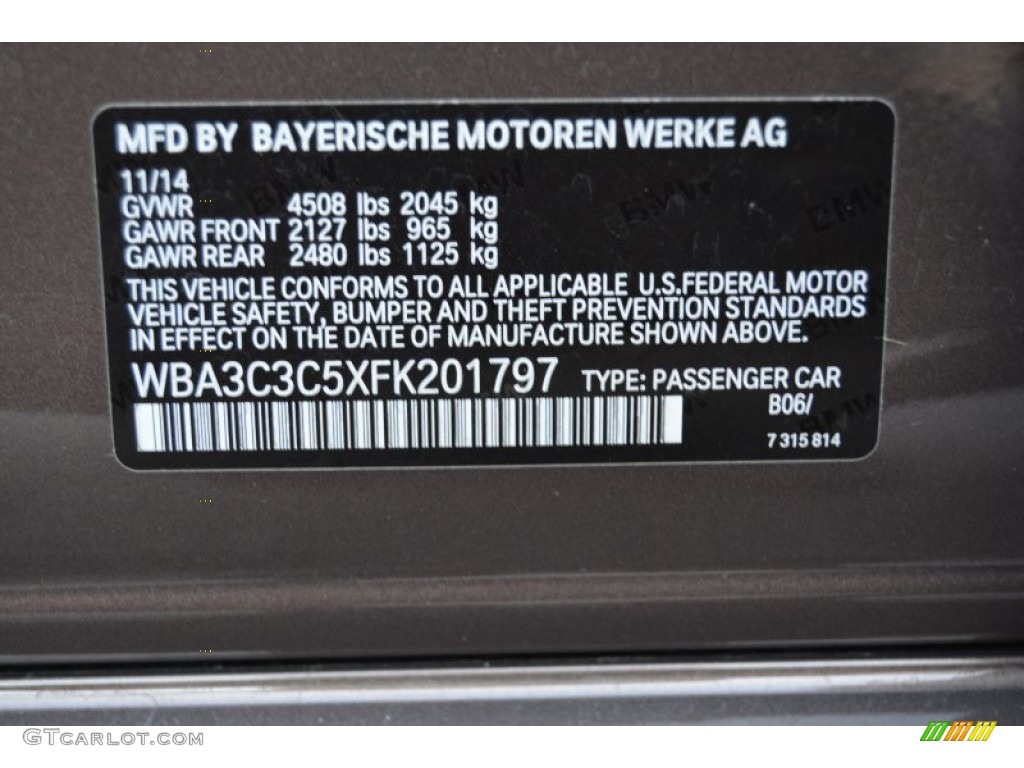 MFD BY BAYERISCHE MOTOREN WERKE AG
11/14
GVWR 4508 lbs 2045 kg
GAWR FRONT 2127 lbs 965 kg
GAWR REAR 2480 lbs 1125 kg
THIS VEHICLE CONFORMS TO ALL APPLICABLE U.S.FEDERAL MOTOR
VEHICLE SAFETY, BUMPER AND THEFT PREVENTION STANDARDS
IN EFFECT ON THE DATE OF MANUFACTURE SHOWN ABOVE.
WBA3C3C5XFK201797 TYPE: PASSENGER CAR
B06/
7 315 814
GTCARLOT.COM